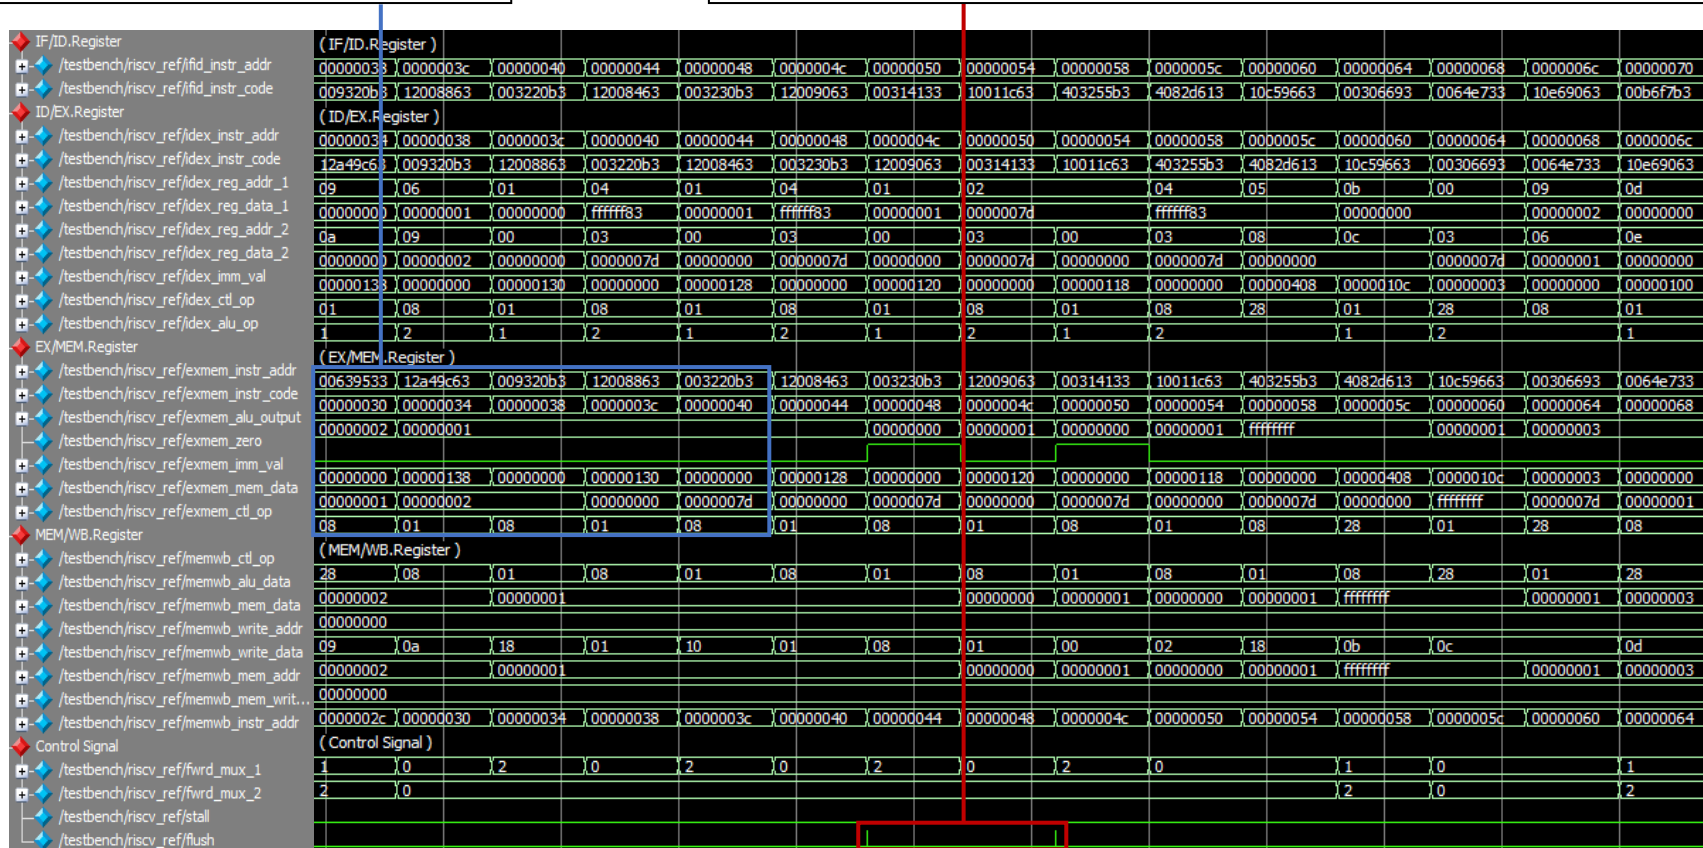 IF/ID.Register ( IF/ID.Register )
/testbench/riscv_ref/ifid_instr_addr 00000038 0000003c 00000040 00000044 00000048 0000004c 00000050 00000054 00000058 0000005c 00000060 00000064 00000068 0000006c 00000070
/testbench/riscv_ref/ifid_instr_code 009320b3 12008863 003220b3 12008463 003230b3 12009063 00314133 10011c63 403255b3 4082d613 10c59663 00306693 0064e733 10e69063 00b6f7b3
ID/EX.Register ( ID/EX.Register )
/testbench/riscv_ref/idex_instr_addr 00000034 00000038 0000003c 00000040 00000044 00000048 0000004c 00000050 00000054 00000058 0000005c 00000060 00000064 00000068 0000006c
/testbench/riscv_ref/idex_instr_code 12a49c63 009320b3 12008863 003220b3 12008463 003230b3 12009063 00314133 10011c63 403255b3 4082d613 10c59663 00306693 0064e733 10e69063
/testbench/riscv_ref/idex_reg_addr_1 09 06 01 04 01 04 01 02 04 05 0b 00 09 0d
/testbench/riscv_ref/idex_reg_data_1 00000000 00000001 00000000 ffffff83 00000001 ffffff83 00000001 0000007d ffffff83 00000000 00000002 00000000
/testbench/riscv_ref/idex_reg_addr_2 0a 09 00 03 00 03 00 03 00 03 08 0c 03 06 0e
/testbench/riscv_ref/idex_reg_data_2 00000000 00000002 00000000 0000007d 00000000 0000007d 00000000 0000007d 00000000 0000007d 00000000 0000007d 00000001 00000000
/testbench/riscv_ref/idex_imm_val 00000138 00000000 00000130 00000000 00000128 00000000 00000120 00000000 00000118 00000000 00000408 0000010c 00000003 00000000 00000100
/testbench/riscv_ref/idex_ctl_op 01 08 01 08 01 08 01 08 01 08 28 01 28 08 01
/testbench/riscv_ref/idex_alu_op 1 2 1 2 1 2 1 2 1 2 1 2 1
EX/MEM.Register ( EX/MEM.Register )
/testbench/riscv_ref/exmem_instr_addr 00639533 12a49c63 009320b3 12008863 003220b3 12008463 003230b3 12009063 00314133 10011c63 403255b3 4082d613 10c59663 00306693 0064e733
/testbench/riscv_ref/exmem_instr_code 00000030 00000034 00000038 0000003c 00000040 00000044 00000048 0000004c 00000050 00000054 00000058 0000005c 00000060 00000064 00000068
/testbench/riscv_ref/exmem_alu_output 00000002 00000001 00000000 00000001 00000000 00000001 ffffffff 00000001 00000003
/testbench/riscv_ref/exmem_zero
/testbench/riscv_ref/exmem_imm_val 00000000 00000138 00000000 00000130 00000000 00000128 00000000 00000120 00000000 00000118 00000000 00000408 0000010c 00000003 00000000
/testbench/riscv_ref/exmem_mem_data 00000001 00000002 00000000 0000007d 00000000 0000007d 00000000 0000007d 00000000 0000007d 00000000 ffffffff 0000007d 00000001
/testbench/riscv_ref/exmem_ctl_op 08 01 08 01 08 01 08 01 08 01 08 28 01 28 08
MEM/WB.Register ( MEM/WB.Register )
/testbench/riscv_ref/memwb_ctl_op 28 08 01 08 01 08 01 08 01 08 01 08 28 01 28
/testbench/riscv_ref/memwb_alu_data 00000002 00000001 00000000 00000001 00000000 00000001 ffffffff 00000001 00000003
/testbench/riscv_ref/memwb_mem_data 00000000
/testbench/riscv_ref/memwb_write_addr 09 0a 18 01 10 01 08 01 00 02 18 0b 0c 0d
/testbench/riscv_ref/memwb_write_data 00000002 00000001 00000000 00000001 00000000 00000001 ffffffff 00000001 00000003
/testbench/riscv_ref/memwb_mem_addr 00000000
/testbench/riscv_ref/memwb_mem_writ...
/testbench/riscv_ref/memwb_instr_addr 0000002c 00000030 00000034 00000038 0000003c 00000040 00000044 00000048 0000004c 00000050 00000054 00000058 0000005c 00000060 00000064
Control Signal ( Control Signal )
/testbench/riscv_ref/fwrd_mux_1 1 0 2 0 2 0 2 0 2 0 1 0 1
/testbench/riscv_ref/fwrd_mux_2 2 0 2 0 2
/testbench/riscv_ref/stall
/testbench/riscv_ref/flush